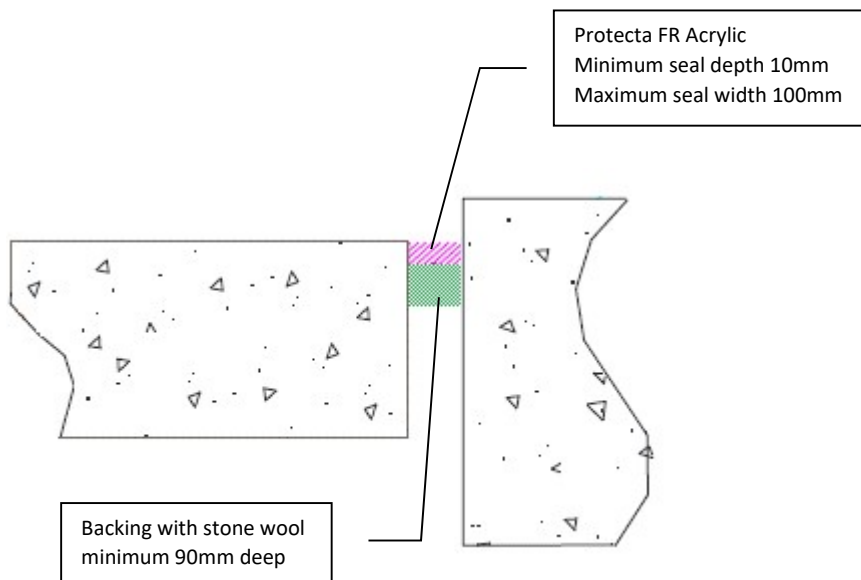 Protecta FR Acrylic
Minimum seal depth 10mm
Maximum seal width 100mm
Backing with stone wool
minimum 90mm deep